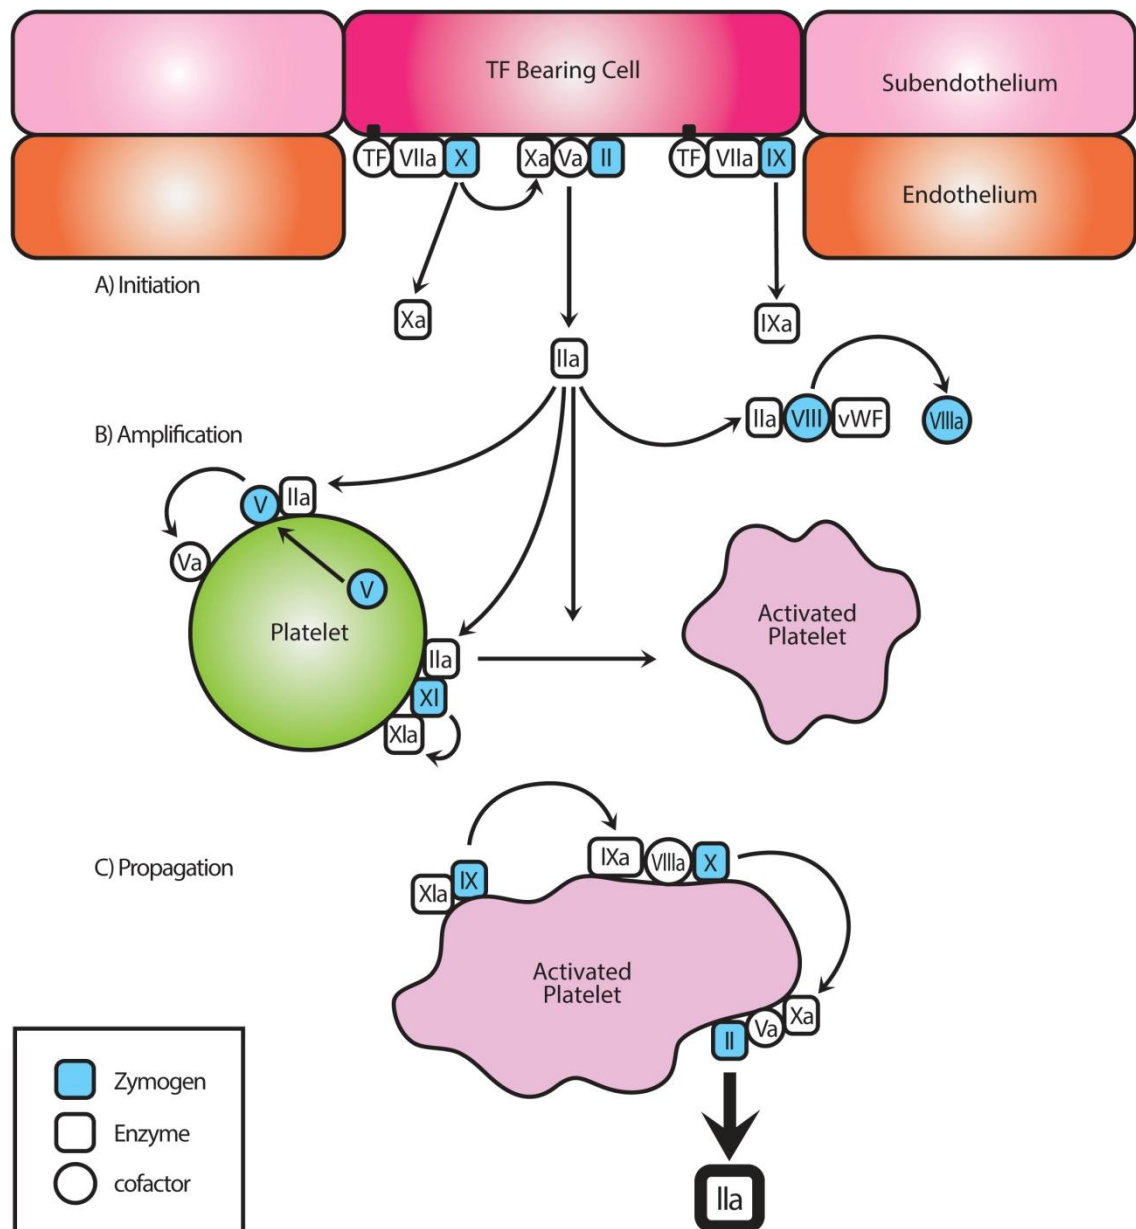 TF Bearing Cell
Subendothelium
TF VIIa X
Xa Va II
TF VIIa IX
Endothelium
A) Initiation
Xa
IXa
IIa
IIa VIII vWF
VIIIa
B) Amplification
V IIa
Va
V
Platelet
IIa
XI
XIa
Activated
Platelet
C) Propagation
XIa IX
IXa VIIIa X
Activated
Platelet
II Va Xa
IIa
Zymogen
Enzyme
cofactor